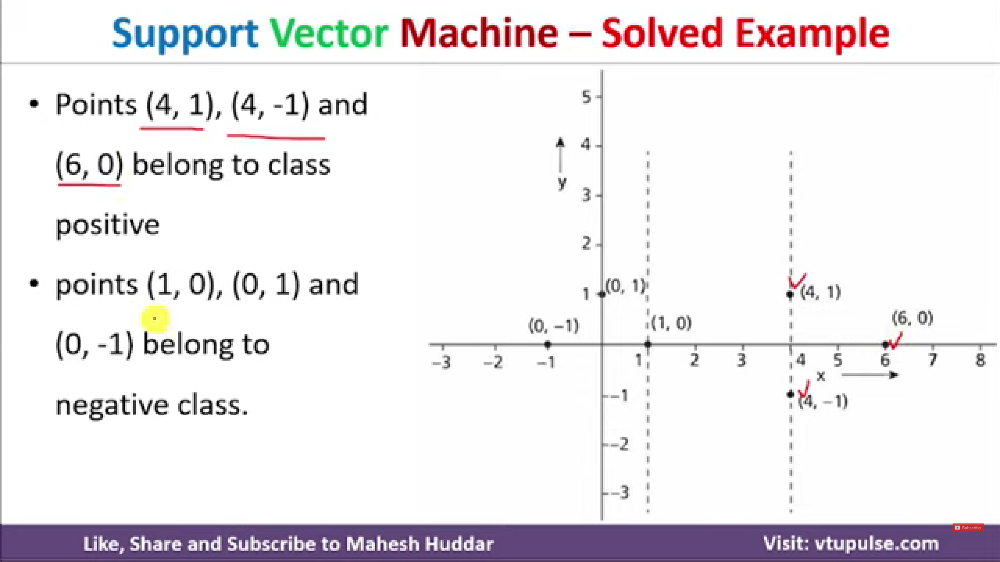 Support Vector Machine – Solved Example
• Points (4, 1), (4, -1) and
(6, 0) belong to class
positive
• points (1, 0), (0, 1) and
(0, -1) belong to
negative class.
5
4
y
3
2
1
(0, 1)
(4, 1)
(0, −1)
(1, 0)
(6, 0)
−3 −2 −1 1 2 3 4 5 6 7 8
x
−1
(4, −1)
−2
−3
Subscribe
Like, Share and Subscribe to Mahesh Huddar
Visit: vtupulse.com